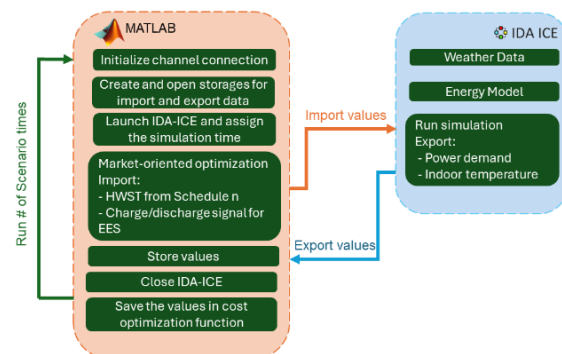 MATLAB
Initialize channel connection
Create and open storages for
import and export data
Launch IDA-ICE and assign
the simulation time
Market-oriented optimization
Import:
- HWST from Schedule n
- Charge/discharge signal for
EES
Store values
Close IDA-ICE
Save the values in cost
optimization function
Run # of Scenario times
Import values
Export values
IDA ICE
Weather Data
Energy Model
Run simulation
Export:
- Power demand
- Indoor temperature